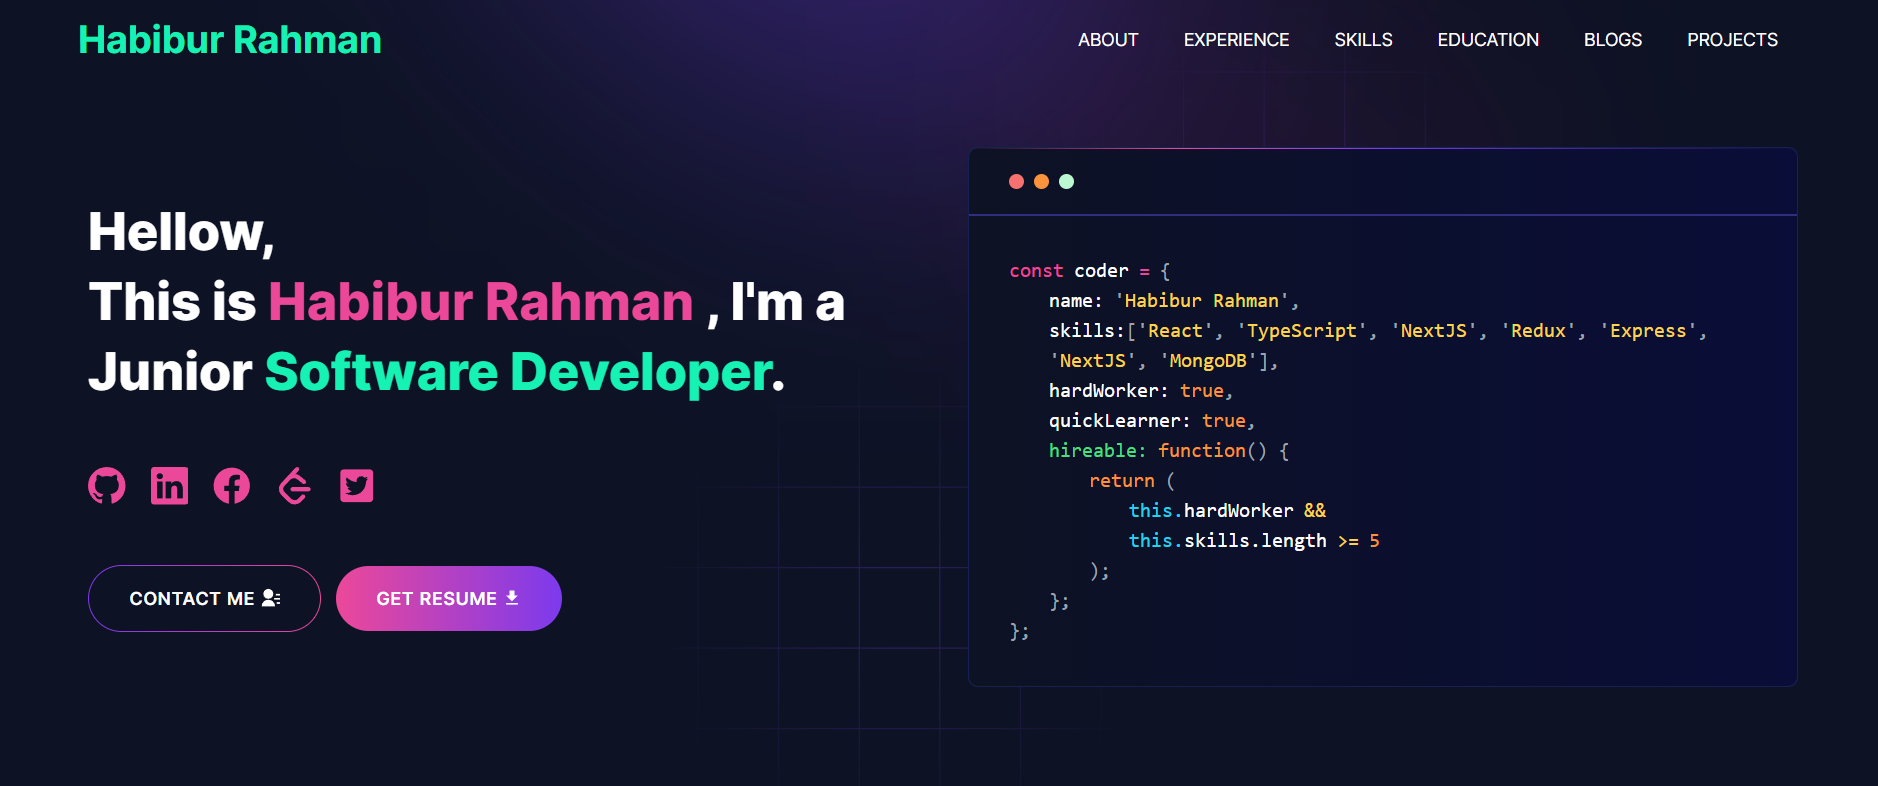 Habibur Rahman
ABOUT EXPERIENCE SKILLS EDUCATION BLOGS PROJECTS
Hellow,
This is Habibur Rahman , I'm a
Junior Software Developer.
CONTACT ME
GET RESUME
const coder = {
name: 'Habibur Rahman',
skills:['React', 'TypeScript', 'NextJS', 'Redux', 'Express',
'NextJS', 'MongoDB'],
hardWorker: true,
quickLearner: true,
hireable: function() {
return (
this.hardWorker &&
this.skills.length >= 5
);
};
};